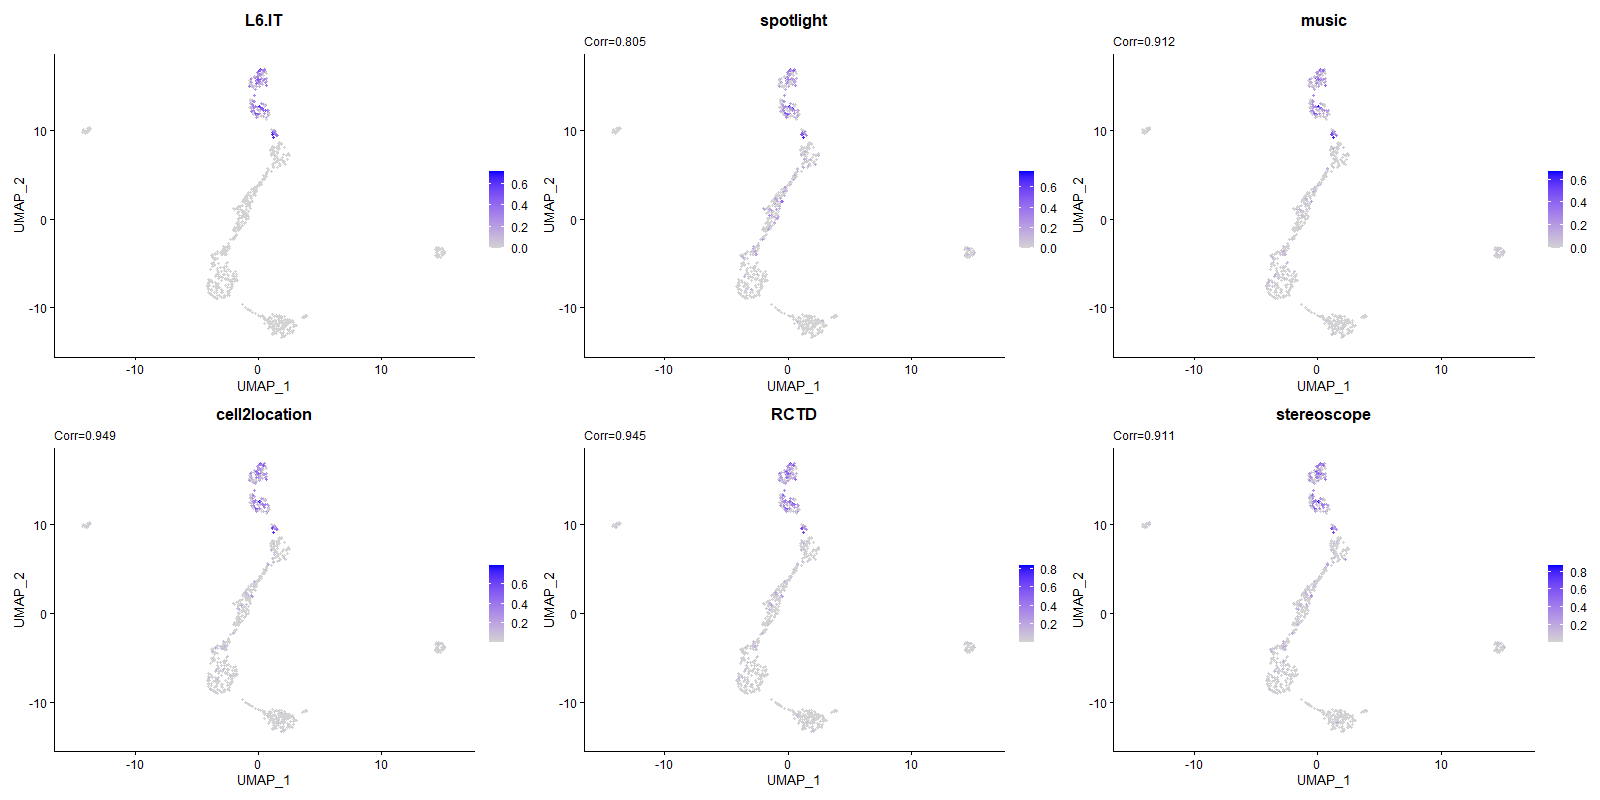 L6.IT
UMAP_2
10
0
-10
-10
0
10
UMAP_1
0.6
0.4
0.2
0.0
spotlight
Corr=0.805
UMAP_2
10
0
-10
-10
0
10
UMAP_1
0.6
0.4
0.2
0.0
music
Corr=0.912
UMAP_2
10
0
-10
-10
0
10
UMAP_1
0.6
0.4
0.2
0.0
cell2location
Corr=0.949
UMAP_2
10
0
-10
-10
0
10
UMAP_1
0.6
0.4
0.2
RCTD
Corr=0.945
UMAP_2
10
0
-10
-10
0
10
UMAP_1
0.8
0.6
0.4
0.2
stereoscope
Corr=0.911
UMAP_2
10
0
-10
-10
0
10
UMAP_1
0.8
0.6
0.4
0.2